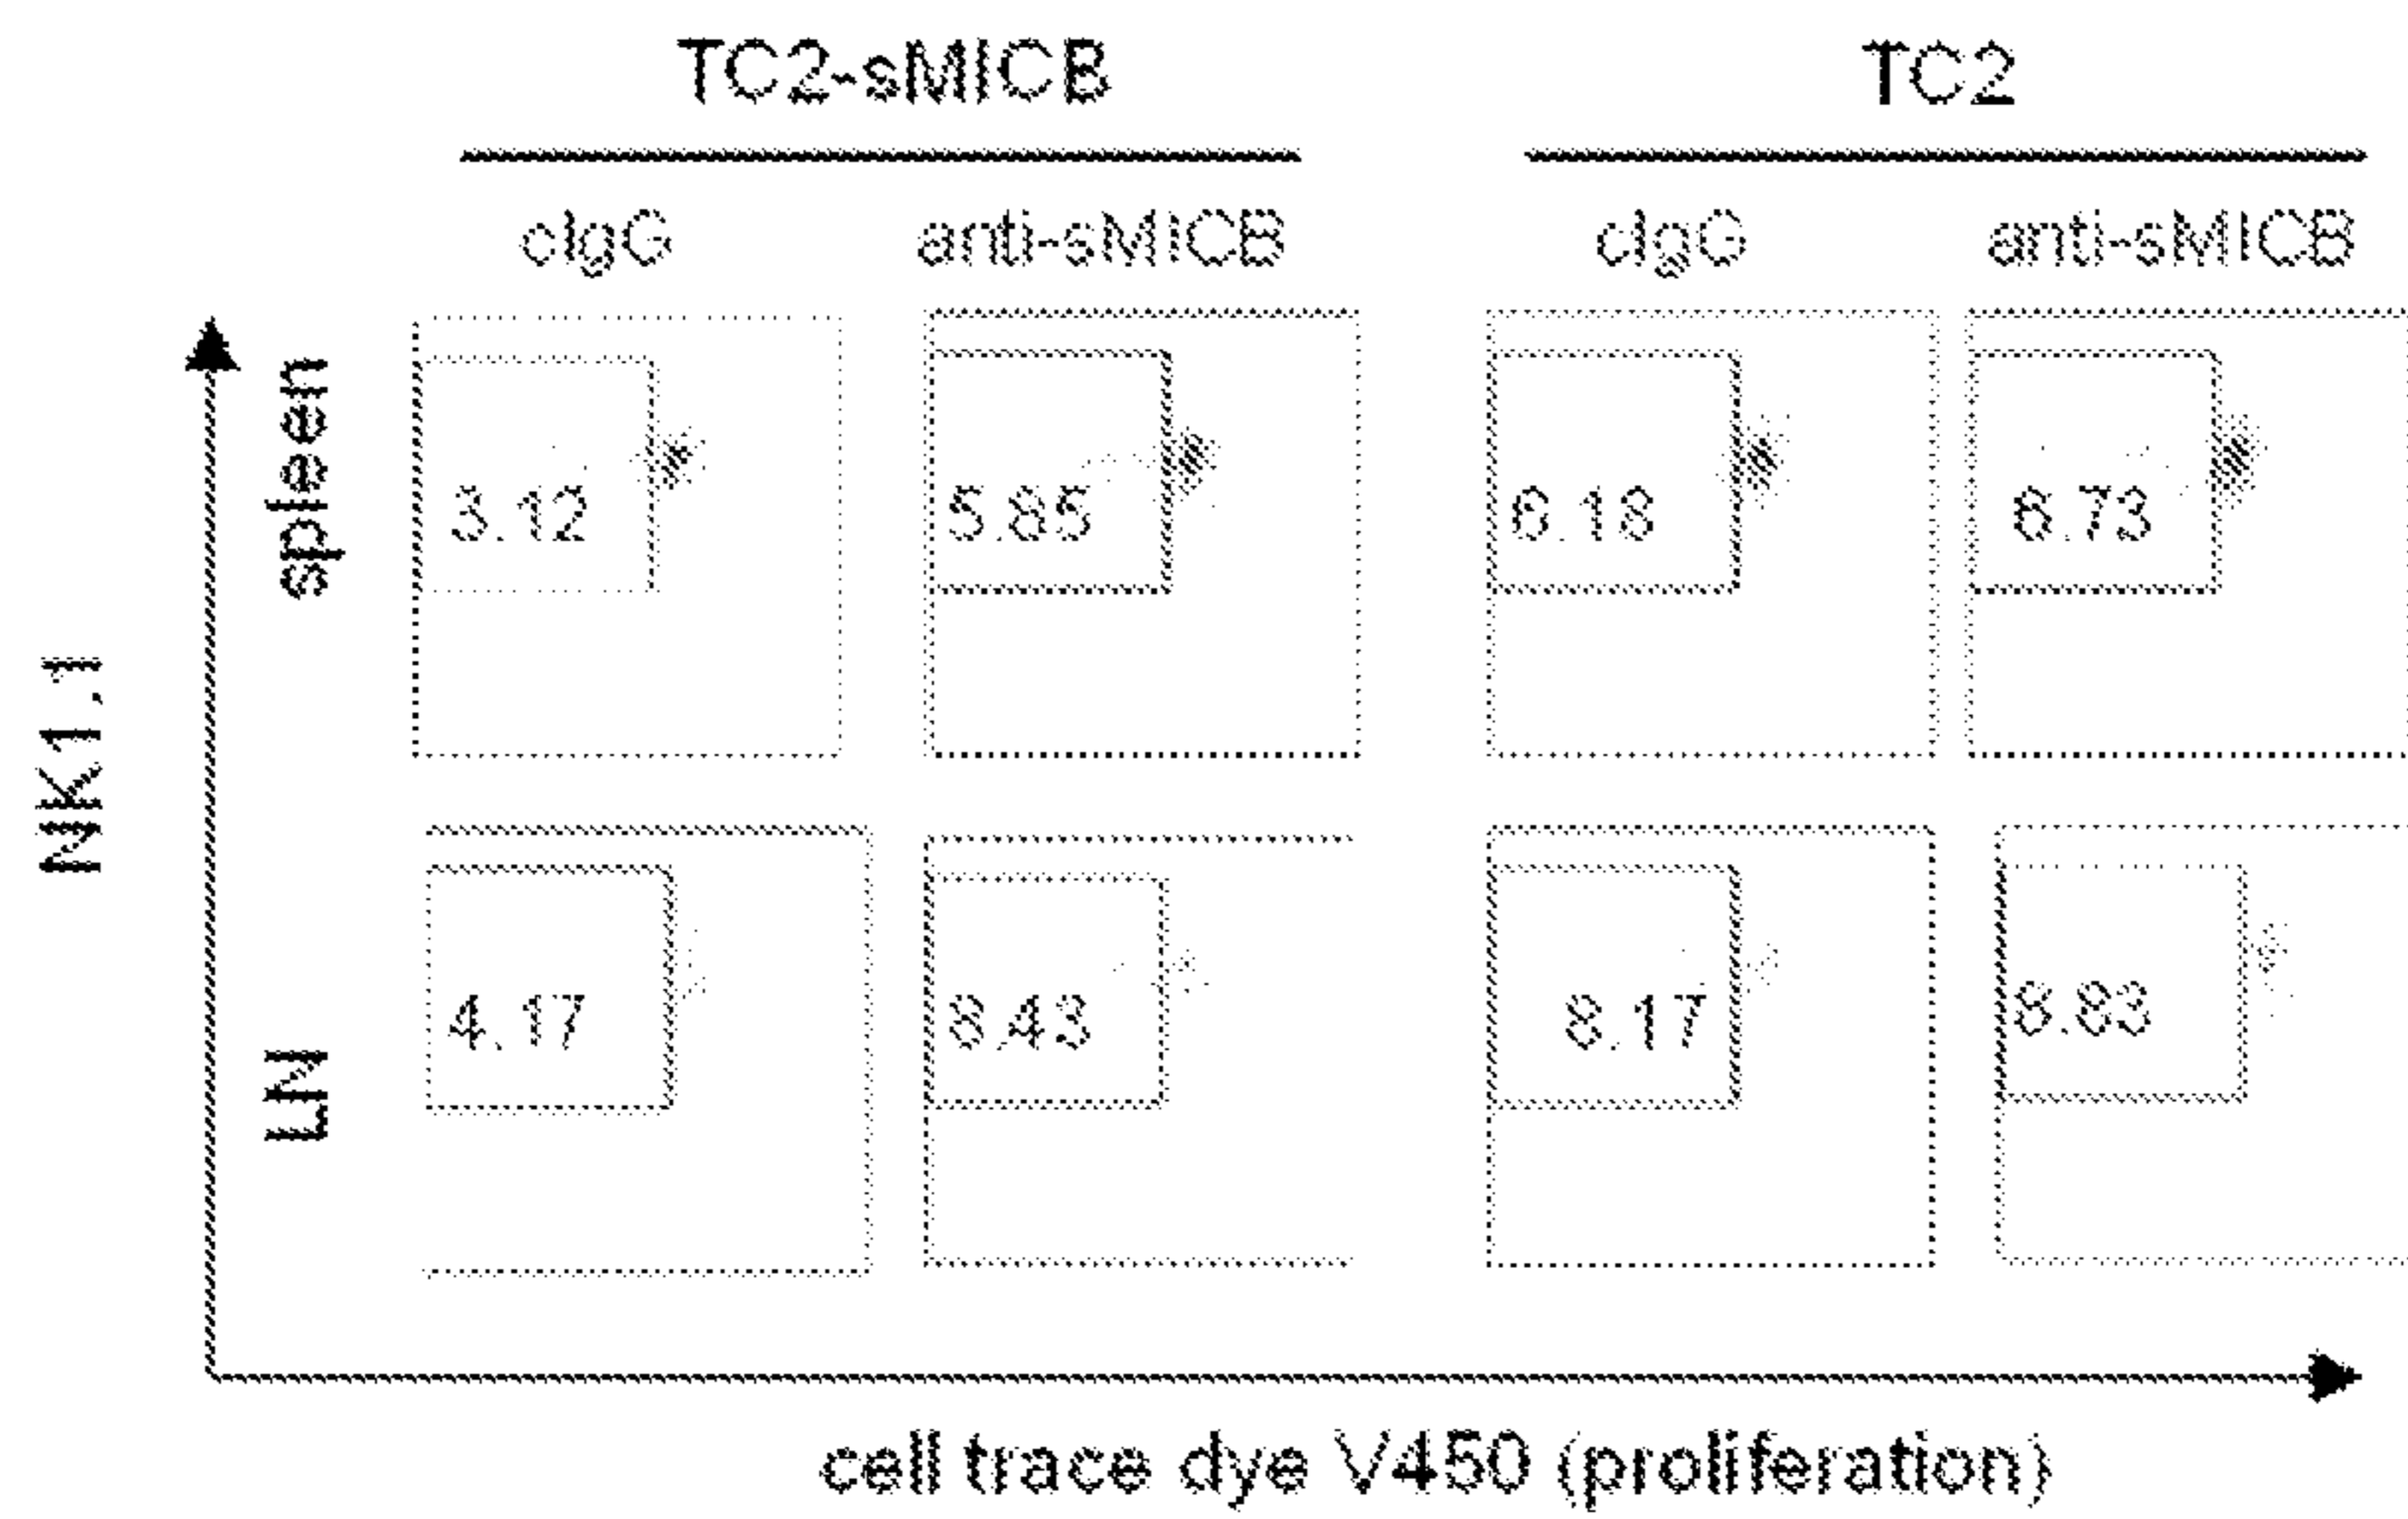 TC2-sMICB TC2
cIgG anti-sMICB cIgG anti-sMICB
spleen
3.12 5.85 6.18 6.73
NK1.1
LN
4.17 8.43 8.17 8.83
cell trace dye V450 (proliferation)